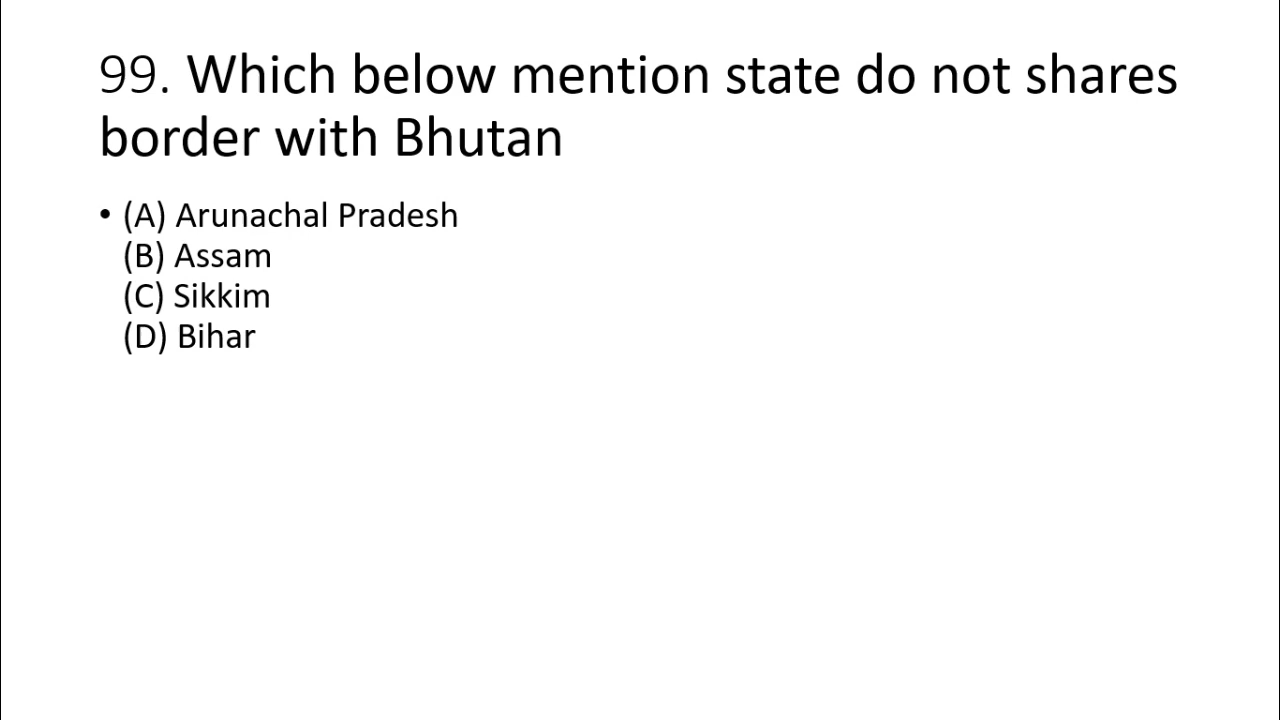 99. Which below mention state do not shares
border with Bhutan
• (A) Arunachal Pradesh
(B) Assam
(C) Sikkim
(D) Bihar